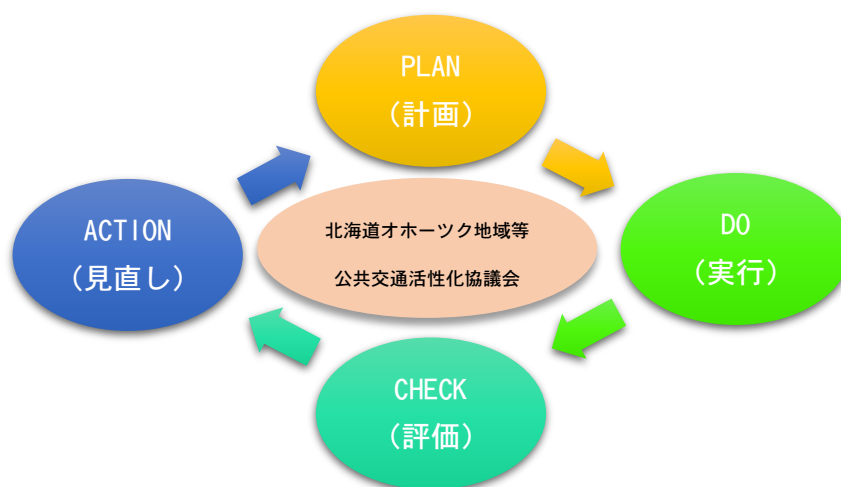 PLAN
(計画)
ACTION
(見直し)
北海道オホーツク地域等
公共交通活性化協議会
DO
(実行)
CHECK
(評価)